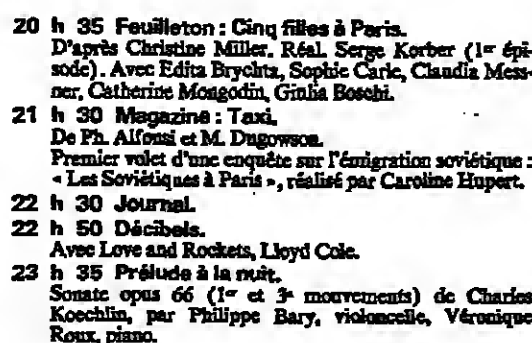 20 h 35 Feuilleton : Cinq filles à Paris.
D'après Christine Miller. Réal. Serge Korber (1er épi-
sode). Avec Edita Brychta, Sophie Carle, Claudia Mess-
ner, Catherine Mongodin, Giulia Boschi.
21 h 30 Magazine : Taxi.
De Ph. Alfonsi et M. Dugowson.
Premier volet d'une enquête sur l'émigration soviétique :
« Les Soviétiques à Paris », réalisé par Caroline Hupert.
22 h 30 Journal.
22 h 50 Décibels.
Avec Love and Rockets, Lloyd Cole.
23 h 35 Prélude à la nuit.
Sonate opus 66 (1er et 3e mouvements) de Charles
Koechlin, par Philippe Bary, violoncelle, Véronique
Roux, piano.